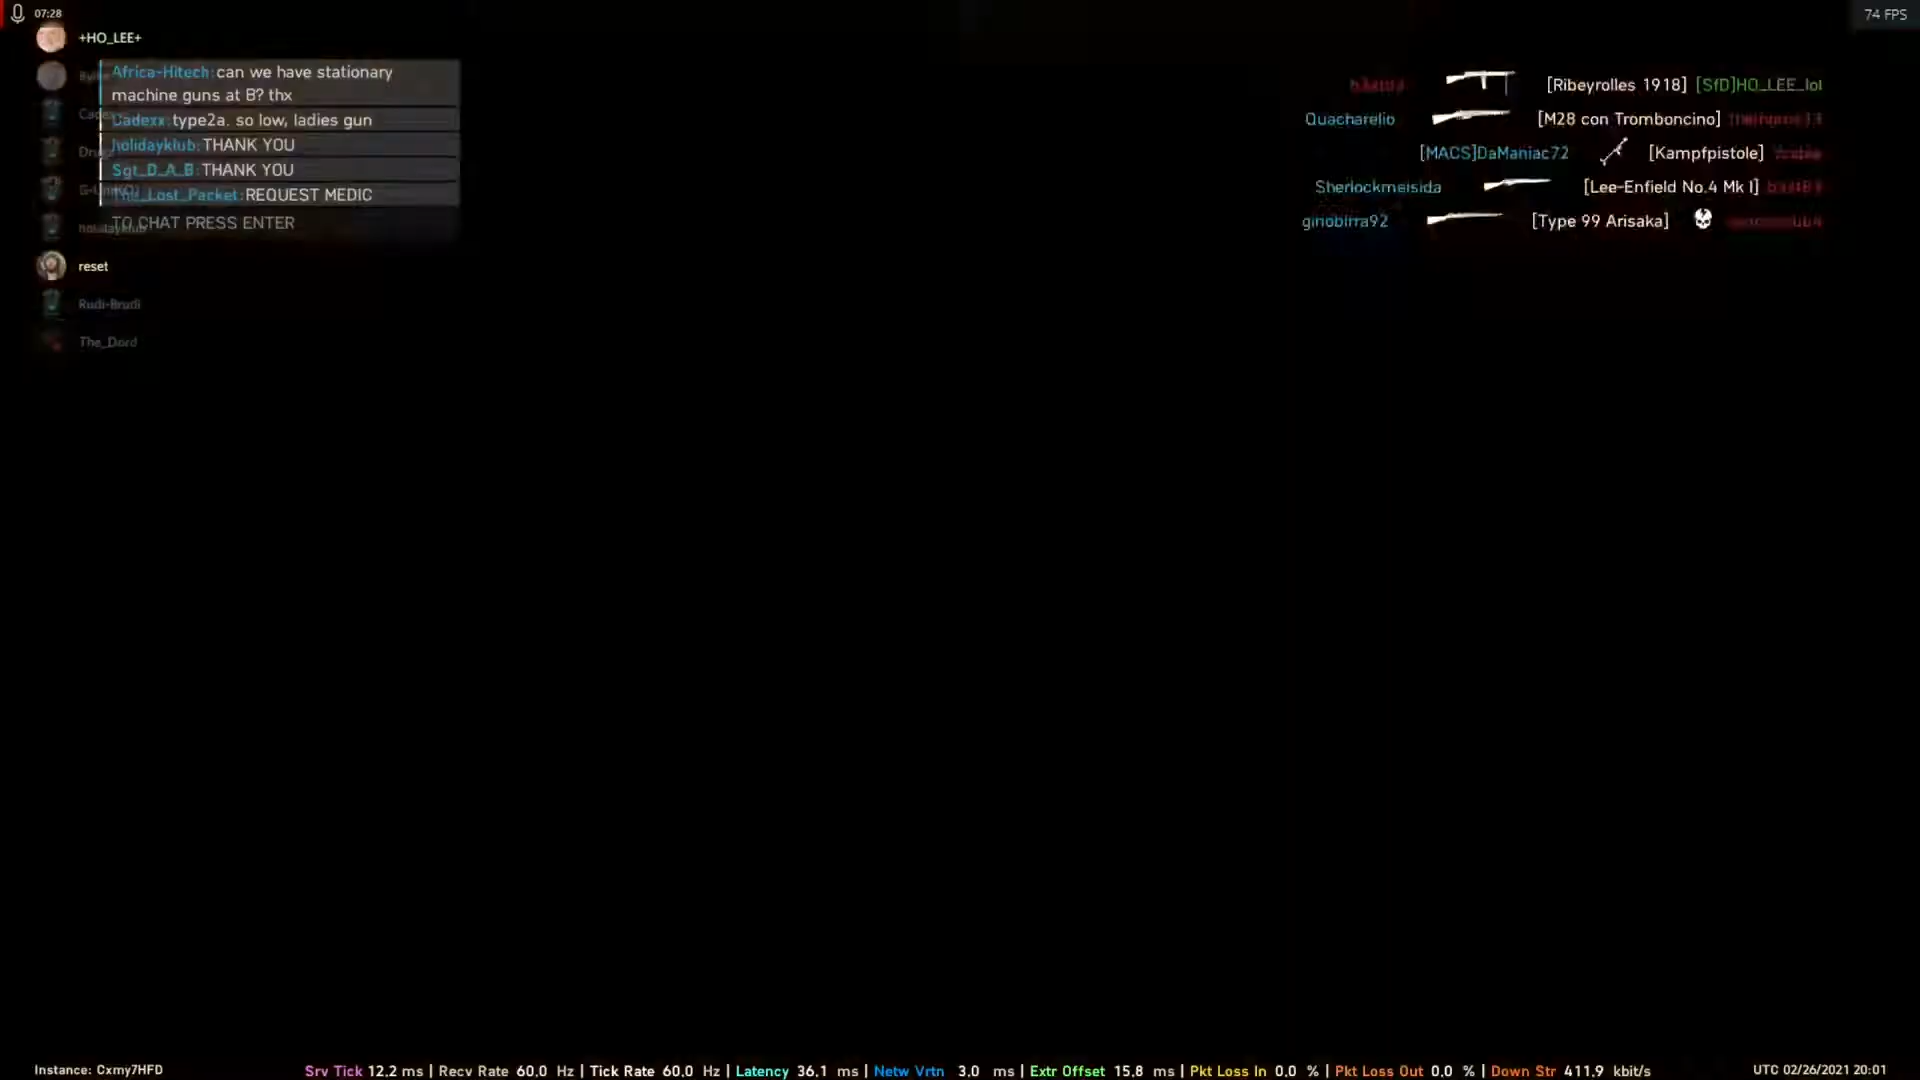 07:28
74 FPS
+HO_LEE+
Africa-Hitech: can we have stationary
machine guns at B? thx
Cadexx: type2a. so low, ladies gun
holidayklub: THANK YOU
Sgt_D_A_B: THANK YOU
The_Lost_Packet: REQUEST MEDIC
TO CHAT PRESS ENTER
reset
Rudi-Brudi
The_Dord
[Ribeyrolles 1918] [SfD]HO_LEE_lol
Quacharelio [M28 con Tromboncino]
[MACS]DaManiac72 [Kampfpistole]
Sherlockmeisida [Lee-Enfield No.4 Mk I]
ginobirra92 [Type 99 Arisaka]
Instance: Cxmy7HFD
Srv Tick 12.2 ms | Recv Rate 60.0 Hz | Tick Rate 60.0 Hz | Latency 36.1 ms | Netw Vrtn 3.0 ms | Extr Offset 15.8 ms | Pkt Loss In 0.0 % | Pkt Loss Out 0.0 % | Down Str 411.9 kbit/s
UTC 02/26/2021 20:01